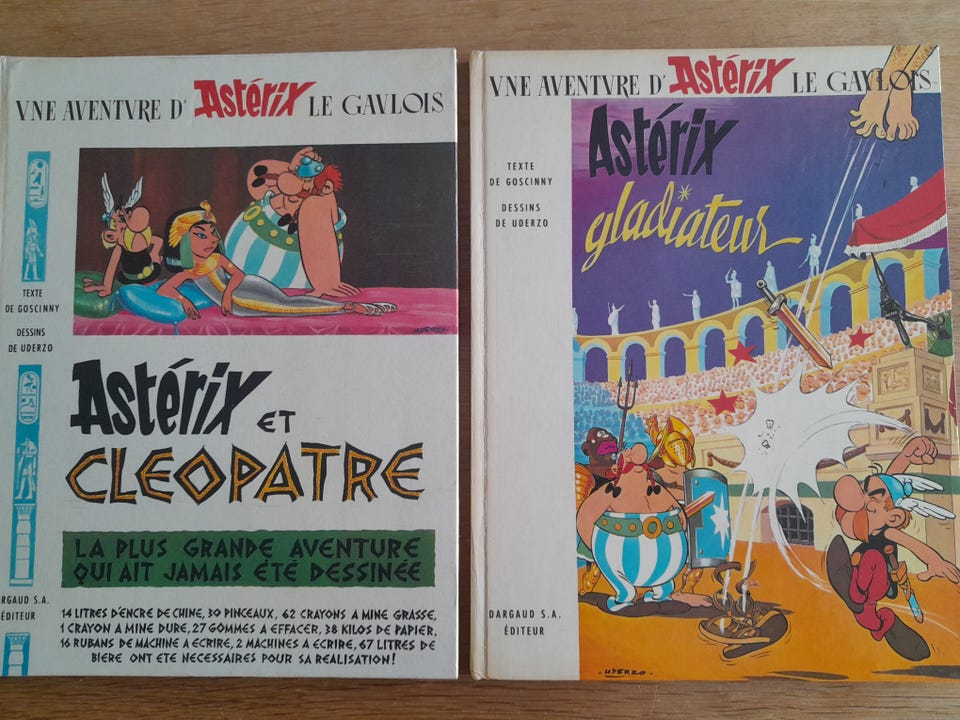 VNE AVENTVRE D' Astérix LE GAVLOIS
TEXTE
DE GOSCINNY
DESSINS
DE UDERZO
UDERZO
Astérix ET
CLEOPATRE
LA PLUS GRANDE AVENTURE
QUI AIT JAMAIS ÉTÉ DESSINÉE
14 LITRES D'ENCRE DE CHINE, 30 PINCEAUX, 62 CRAYONS A MINE GRASSE,
1 CRAYON A MINE DURE, 27 GOMMES A EFFACER, 38 KILOS DE PAPIER,
16 RUBANS DE MACHINE A ECRIRE, 2 MACHINES A ECRIRE, 67 LITRES DE
BIERE ONT ETE NECESSAIRES POUR SA REALISATION!
ARGAUD S.A.
ÉDITEUR
VNE AVENTVRE D' Astérix LE GAVLOIS
TEXTE
DE GOSCINNY
DESSINS
DE UDERZO
Astérix
gladiateur
DARGAUD S.A.
ÉDITEUR
UDERZO